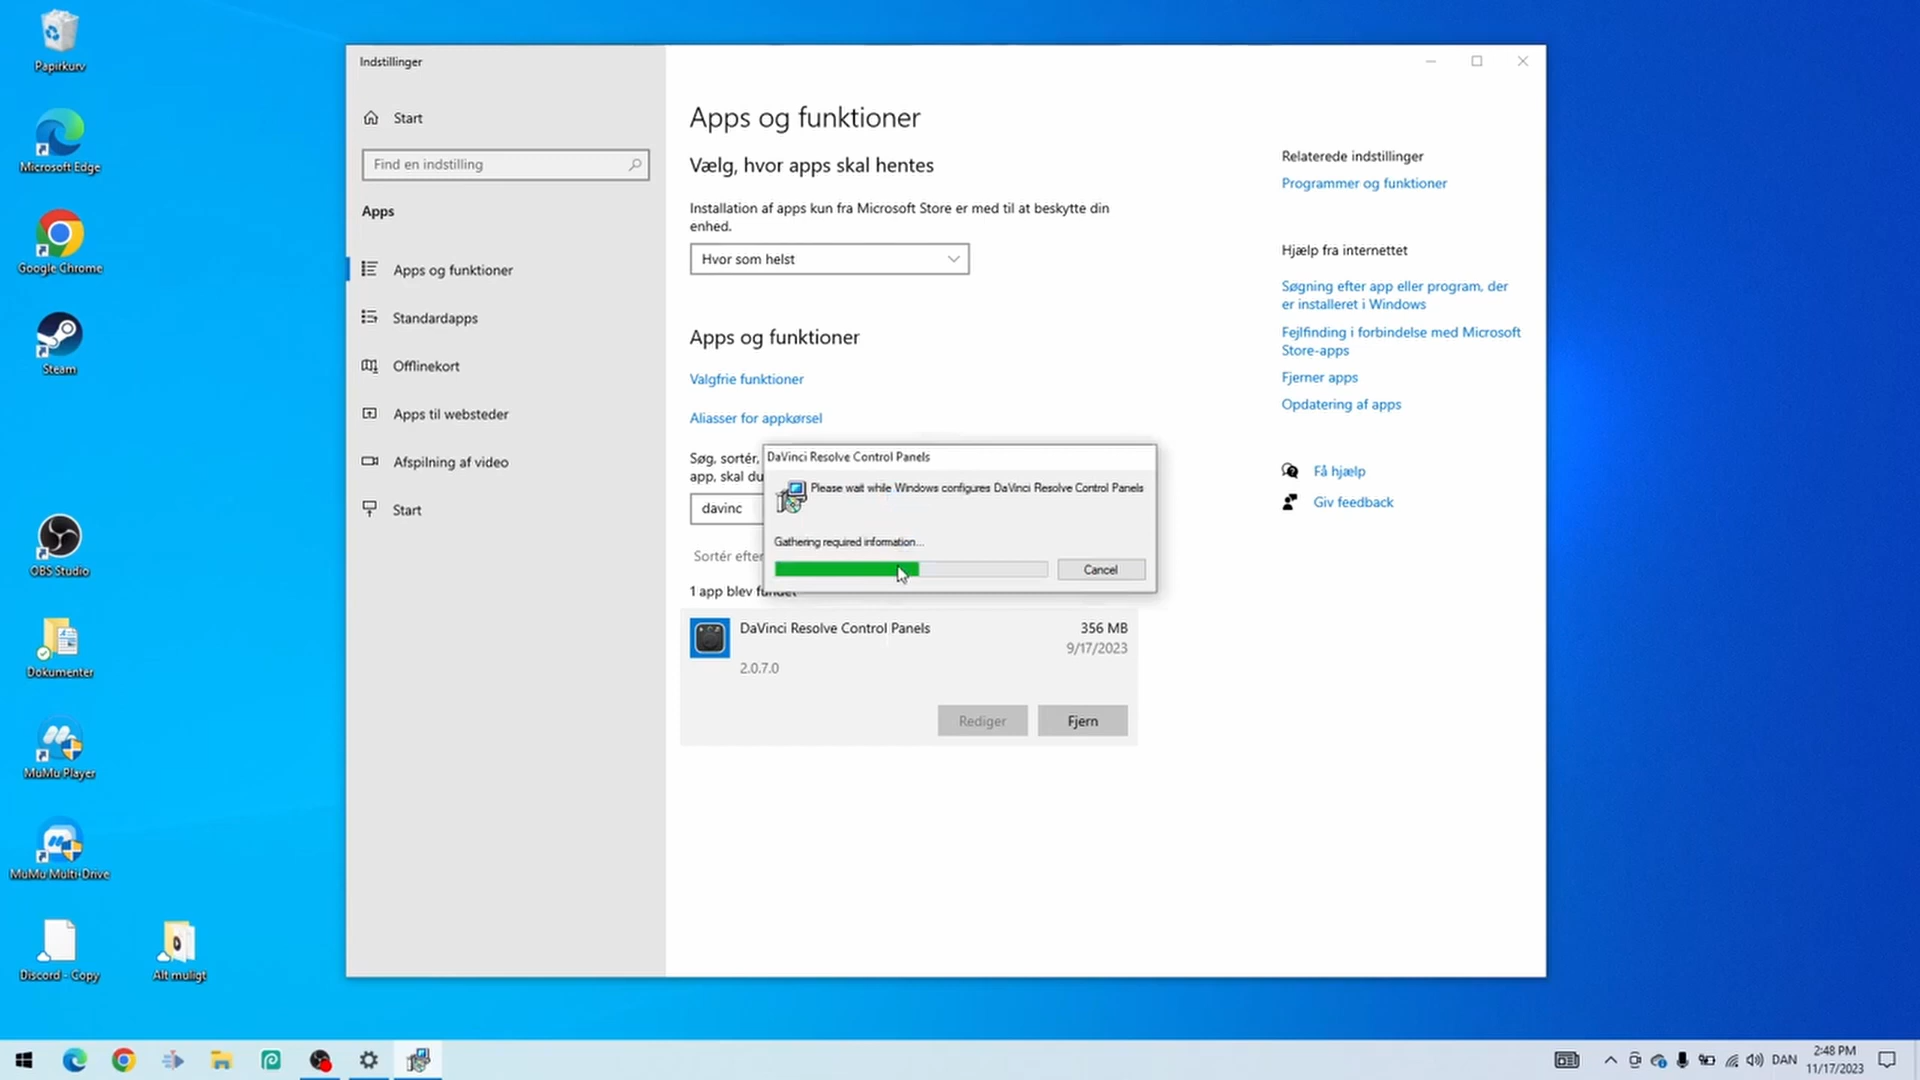 Papirkurv
Microsoft Edge
Google Chrome
Steam
OBS Studio
Dokumenter
MuMu Player
MuMu Multi-Drive
Discord - Copy
Alt muligt
Indstillinger
Start
Find en indstilling
Apps
Apps og funktioner
Standardapps
Offlinekort
Apps til websteder
Afspilning af video
Start
Apps og funktioner
Vælg, hvor apps skal hentes
Installation af apps kun fra Microsoft Store er med til at beskytte din
enhed.
Hvor som helst
Apps og funktioner
Valgfrie funktioner
Aliasser for appkørsel
Søg, sortér,
app, skal du
davinc
Sortér efter
1 app blev fundet
DaVinci Resolve Control Panels
Please wait while Windows configures DaVinci Resolve Control Panels
Gathering required information...
Cancel
DaVinci Resolve Control Panels
356 MB
9/17/2023
2.0.7.0
Rediger
Fjern
Relaterede indstillinger
Programmer og funktioner
Hjælp fra internettet
Søgning efter app eller program, der
er installeret i Windows
Fejlfinding i forbindelse med Microsoft
Store-apps
Fjerner apps
Opdatering af apps
Få hjælp
Giv feedback
DAN
2:48 PM
11/17/2023